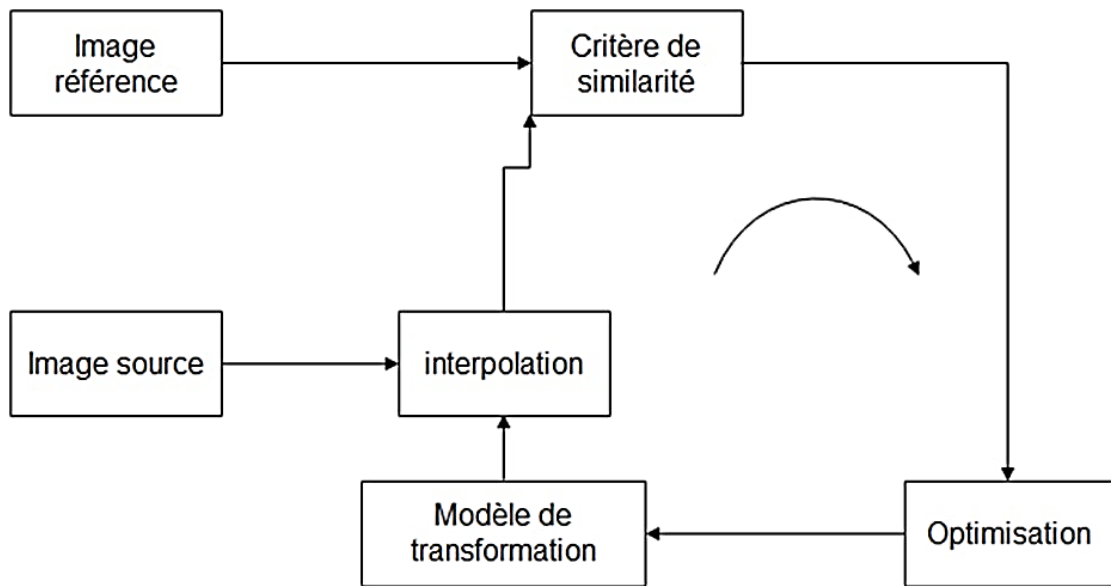 Image
référence
Critère de
similarité
Image source
interpolation
Modèle de
transformation
Optimisation